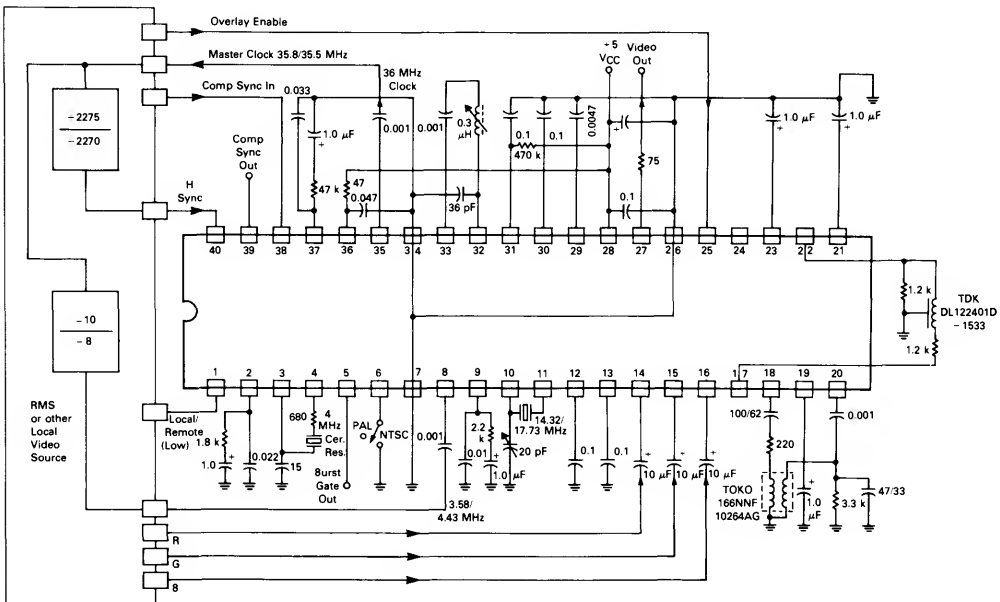 Overlay Enable
Master Clock 35.8/35.5 MHz
Comp Sync In
36 MHz
Clock
+5
VCC
Video
Out
÷2275
÷2270
0.033
1.0 µF
+
0.001
0.001
0.3
µH
0.1
0.1
0.0047
470 k
+
75
1.0 µF
+
1.0 µF
+
Comp
Sync
Out
H
Sync
47 k
47
0.047
36 pF
0.1
40
39
38
37
36
35
34
33
32
31
30
29
28
27
26
25
24
23
22
21
1.2 k
TDK
DL122401D
-1533
1.2 k
÷10
÷8
1
2
3
4
5
6
7
8
9
10
11
12
13
14
15
16
17
18
19
20
RMS
or other
Local
Video
Source
Local/
Remote
(Low)
1.8 k
1.0
+
0.022
680
4
MHz
Cer.
Res.
15
Burst
Gate
Out
PAL
NTSC
0.001
3.58/
4.43 MHz
2.2
k
0.01
+
1.0
µF
14.32/
17.73 MHz
20 pF
0.1
0.1
+
10 µF
+
10 µF
+
10 µF
100/62
220
TOKO
166NNF
10264AG
+
1.0
µF
0.001
3.3 k
47/33
R
G
8